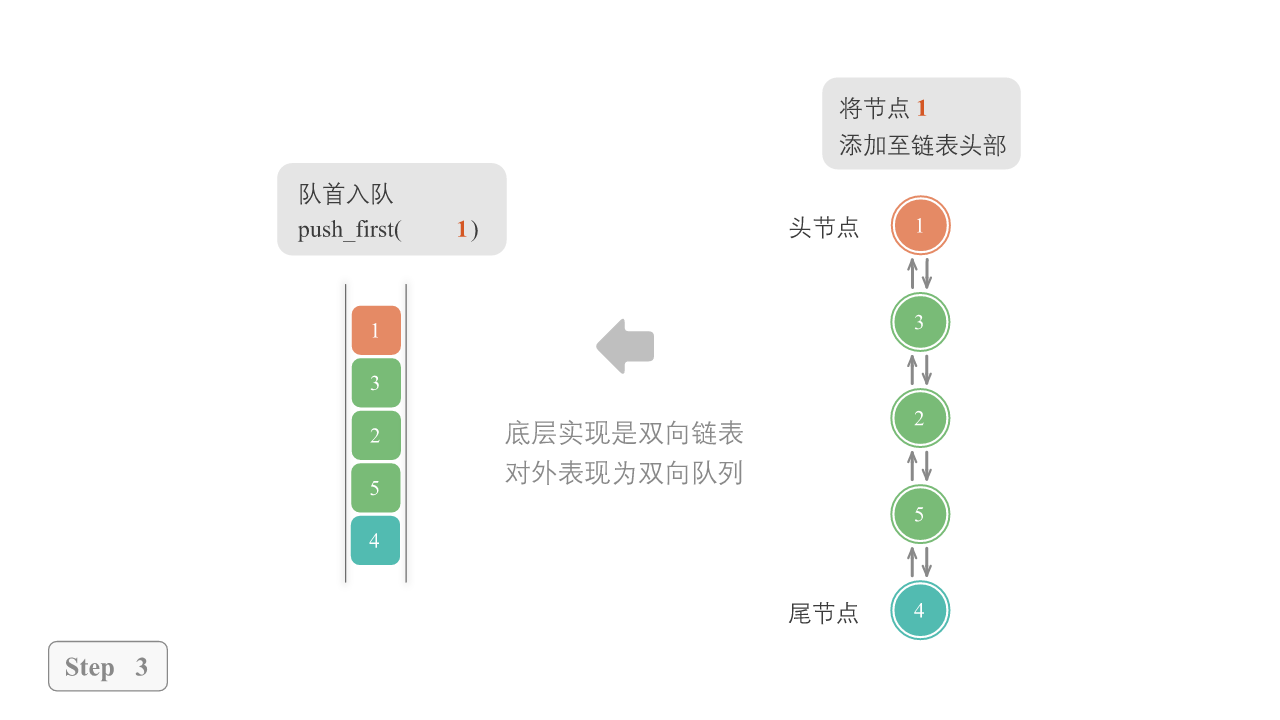 将节点 1
添加至链表头部
队首入队
push_first( 1)
头节点
1
3
2
5
4
尾节点
1
3
2
5
4
底层实现是双向链表
对外表现为双向队列
Step 3